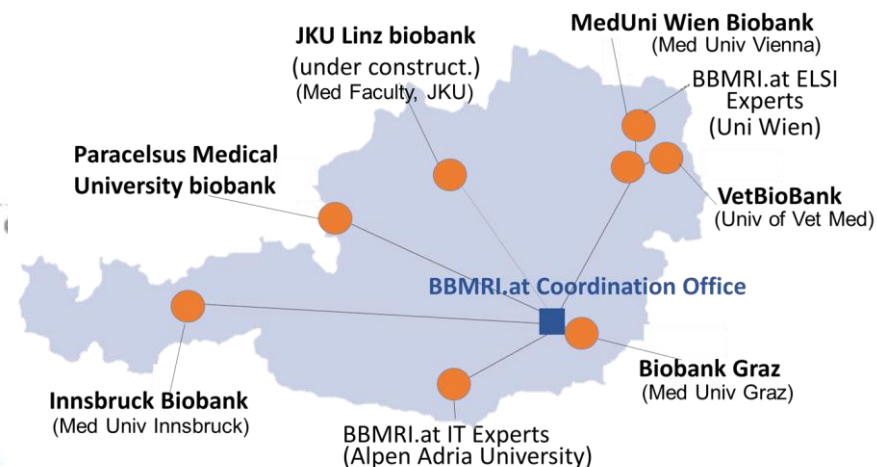 JKU Linz biobank
(under construct.)
(Med Faculty, JKU)
MedUni Wien Biobank
(Med Univ Vienna)
BBMRI.at ELSI
Experts
(Uni Wien)
Paracelsus Medical
University biobank
VetBioBank
(Univ of Vet Med)
BBMRI.at Coordination Office
Biobank Graz
(Med Univ Graz)
Innsbruck Biobank
(Med Univ Innsbruck)
BBMRI.at IT Experts
(Alpen Adria University)